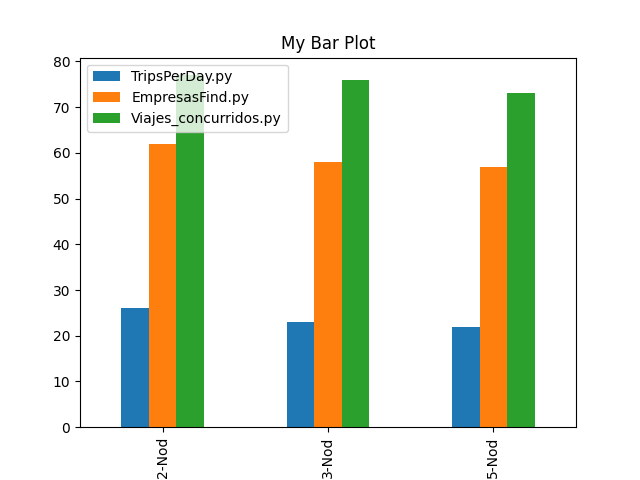 My Bar Plot
80
70
60
50
40
30
20
10
0
TripsPerDay.py
EmpresasFind.py
Viajes_concurridos.py
2-Nod
3-Nod
5-Nod